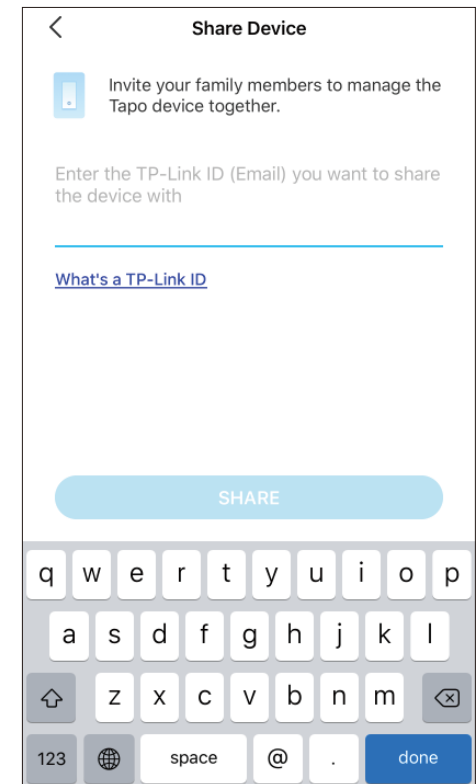 Share Device
Invite your family members to manage the
Tapo device together.
Enter the TP-Link ID (Email) you want to share
the device with
What's a TP-Link ID
SHARE
q w e r t y u i o p
a s d f g h j k l
z x c v b n m
123 space @ . done